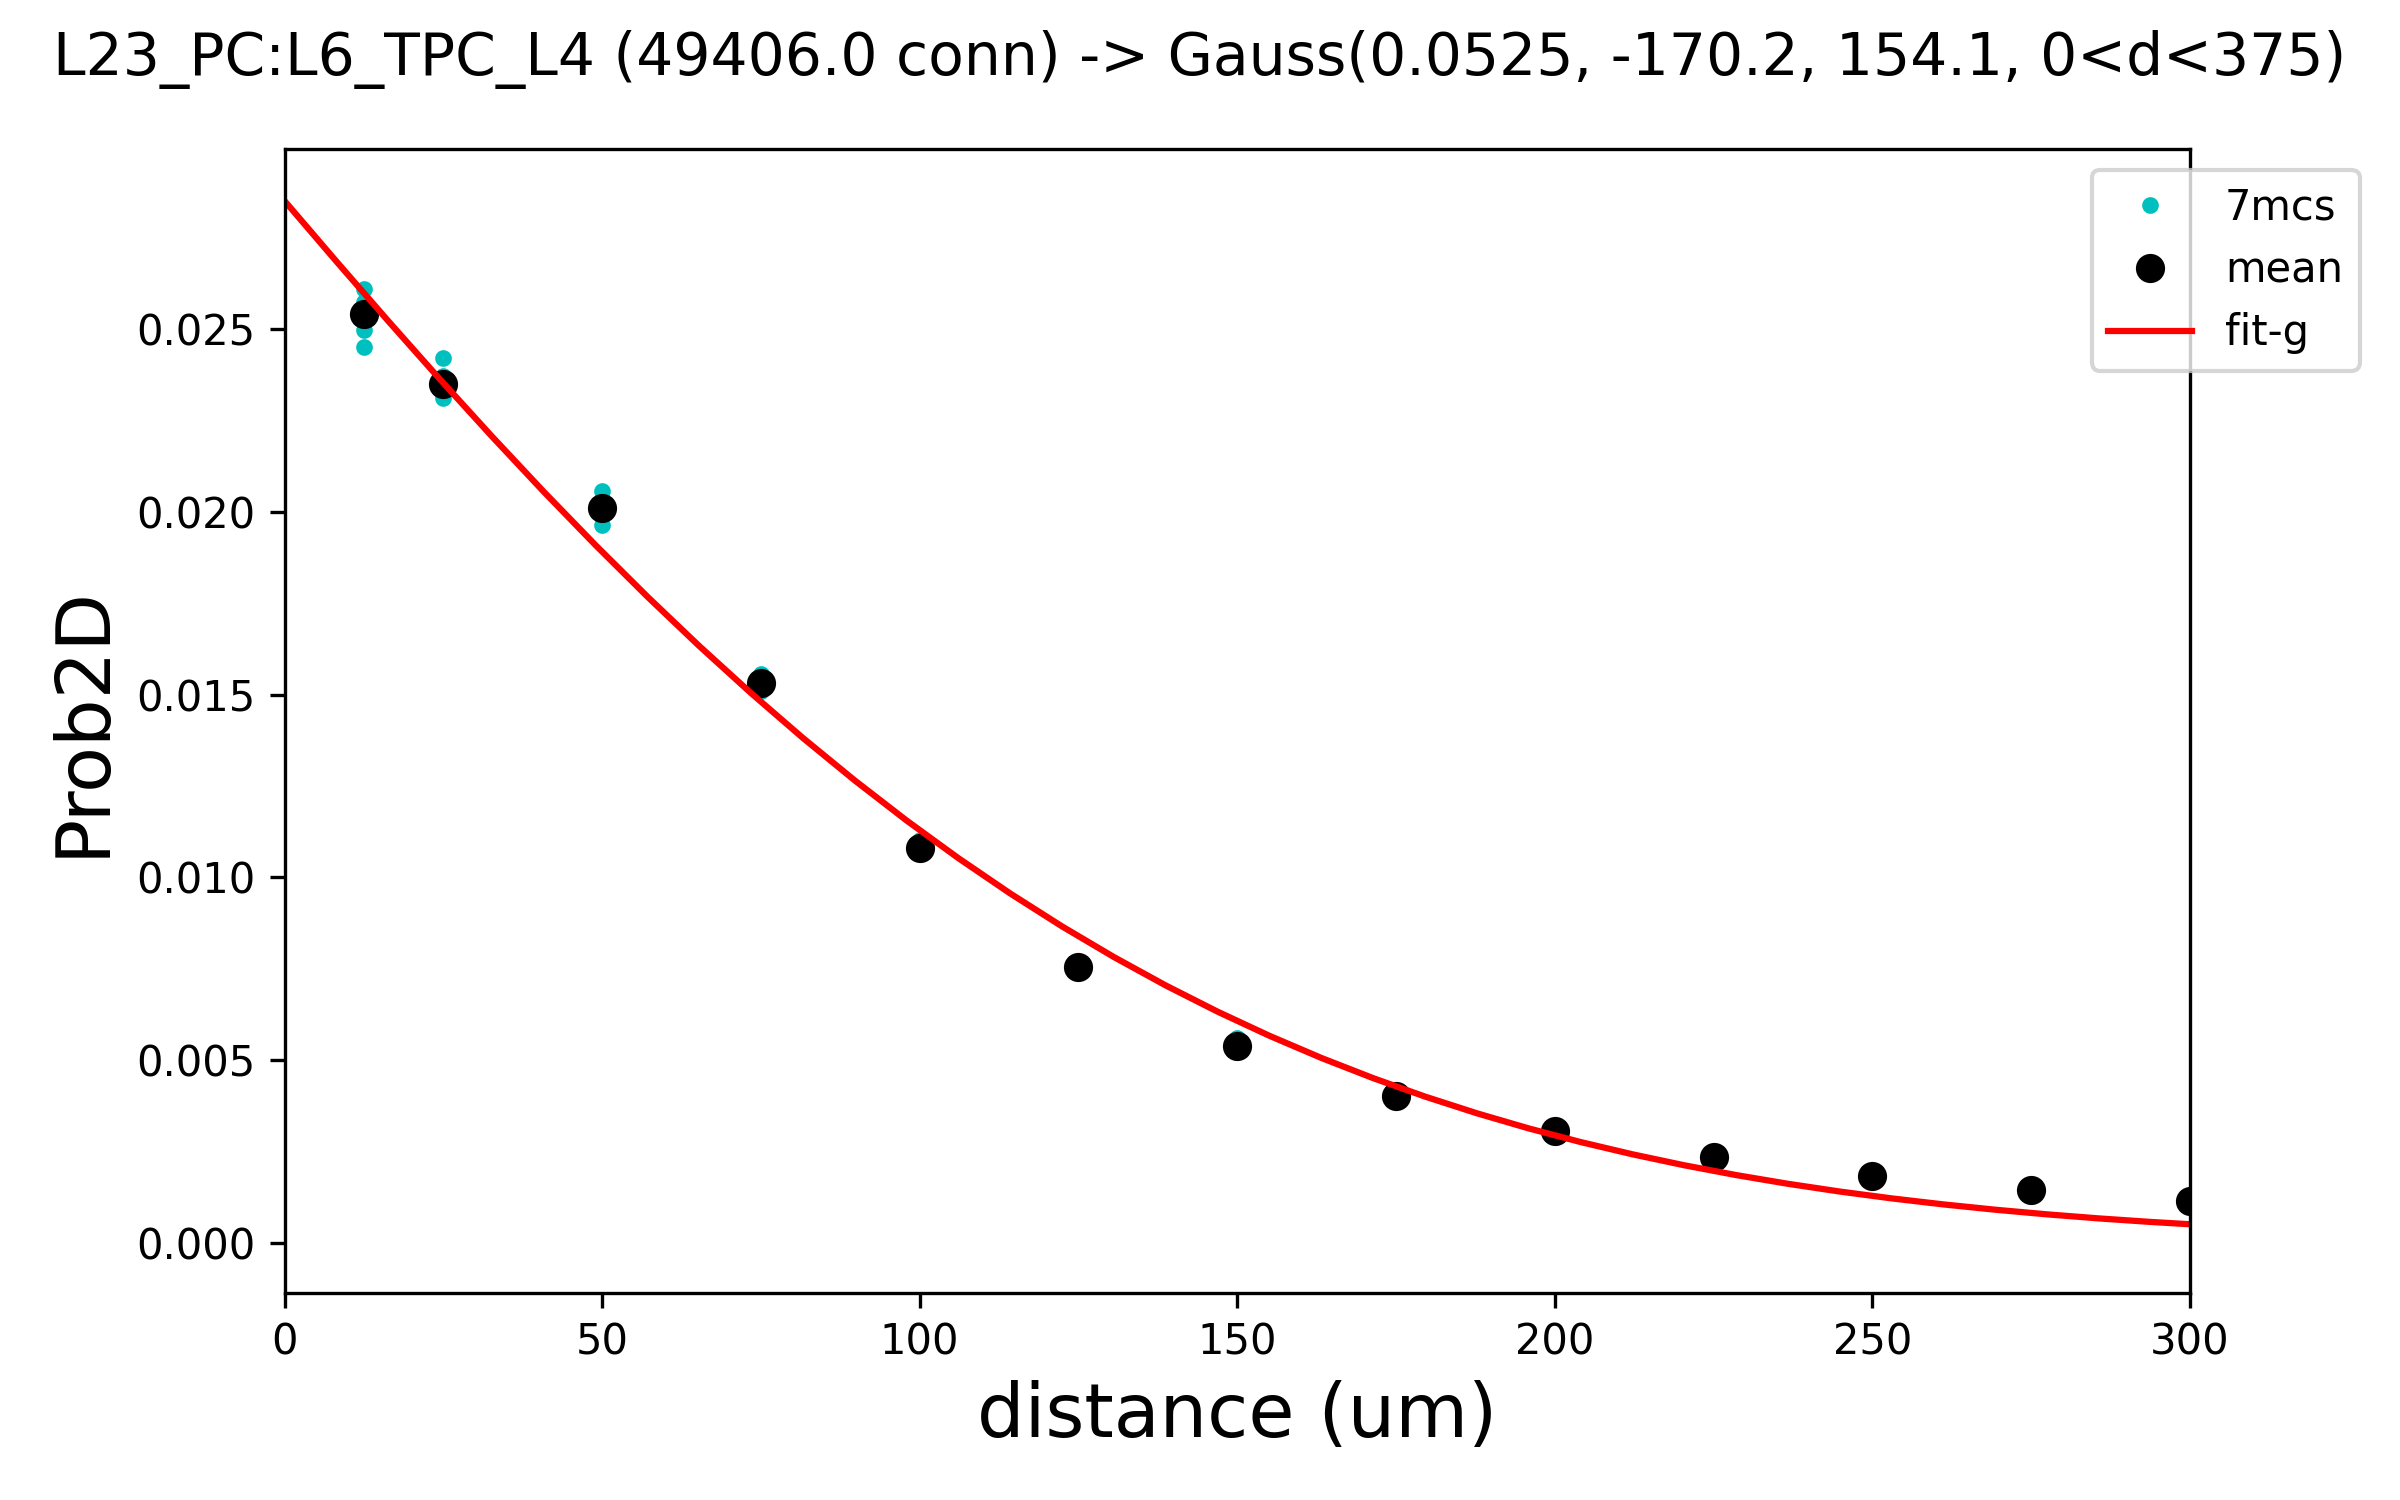 L23_PC:L6_TPC_L4 (49406.0 conn) -> Gauss(0.0525, -170.2, 154.1, 0<d<375)
7mcs
mean
fit-g
Prob2D
0.025
0.020
0.015
0.010
0.005
0.000
0 50 100 150 200 250 300
distance (um)